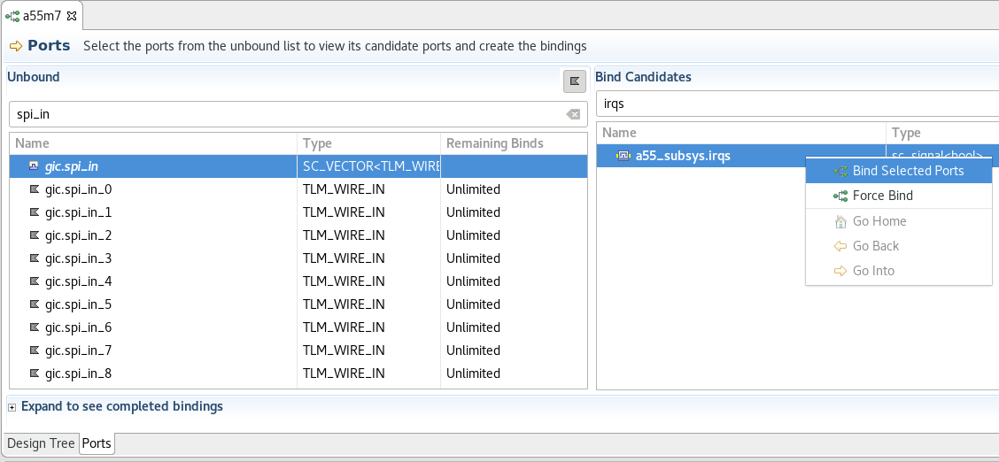 a55m7
Ports Select the ports from the unbound list to view its candidate ports and create the bindings
Unbound
spi_in
Name Type Remaining Binds
gic.spi_in SC_VECTOR<TLM_WIRE
gic.spi_in_0 TLM_WIRE_IN Unlimited
gic.spi_in_1 TLM_WIRE_IN Unlimited
gic.spi_in_2 TLM_WIRE_IN Unlimited
gic.spi_in_3 TLM_WIRE_IN Unlimited
gic.spi_in_4 TLM_WIRE_IN Unlimited
gic.spi_in_5 TLM_WIRE_IN Unlimited
gic.spi_in_6 TLM_WIRE_IN Unlimited
gic.spi_in_7 TLM_WIRE_IN Unlimited
gic.spi_in_8 TLM_WIRE_IN Unlimited
Bind Candidates
irqs
Name Type
a55_subsys.irqs sc_signal<bool>
Bind Selected Ports
Force Bind
Go Home
Go Back
Go Into
Expand to see completed bindings
Design Tree Ports